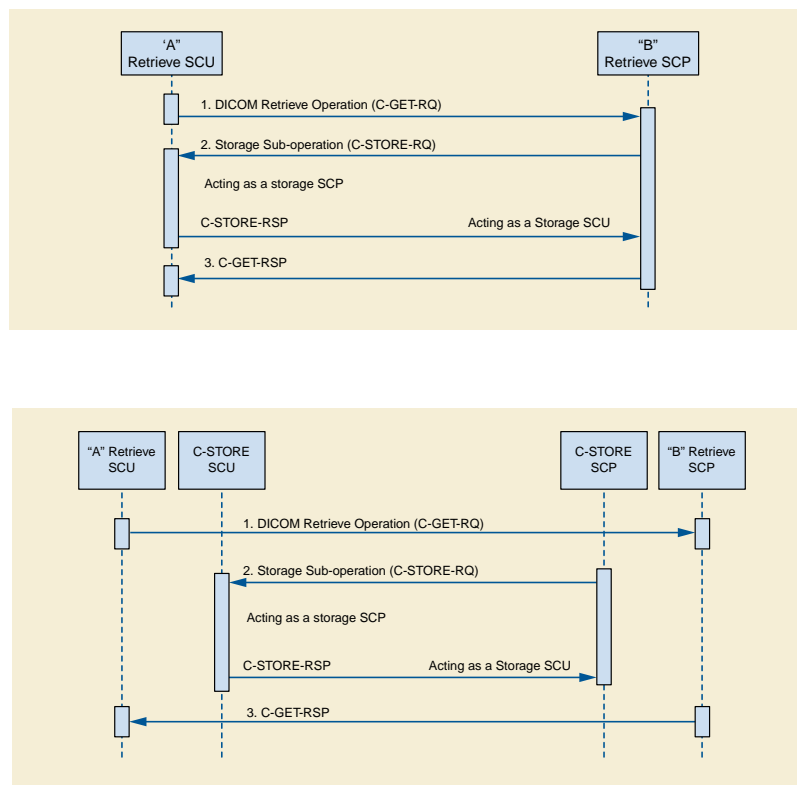 ‘A”
Retrieve SCU
“B”
Retrieve SCP
1. DICOM Retrieve Operation (C-GET-RQ)
2. Storage Sub-operation (C-STORE-RQ)
Acting as a storage SCP
C-STORE-RSP
Acting as a Storage SCU
3. C-GET-RSP
“A” Retrieve
SCU
C-STORE
SCU
C-STORE
SCP
“B” Retrieve
SCP
1. DICOM Retrieve Operation (C-GET-RQ)
2. Storage Sub-operation (C-STORE-RQ)
Acting as a storage SCP
C-STORE-RSP
Acting as a Storage SCU
3. C-GET-RSP